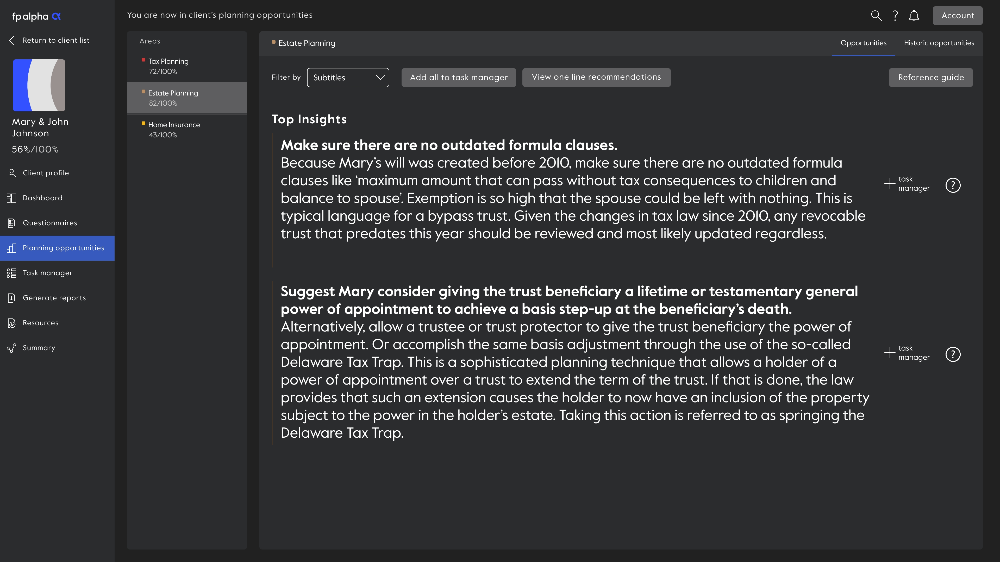 fp alpha
Return to client list
Mary & John
Johnson
56%/100%
Client profile
Dashboard
Questionnaires
Planning opportunities
Task manager
Generate reports
Resources
Summary
You are now in client’s planning opportunities
?
Account
Areas
Tax Planning
72/100%
Estate Planning
82/100%
Home Insurance
43/100%
Estate Planning
Opportunities
Historic opportunities
Filter by
Subtitles
Add all to task manager
View one line recommendations
Reference guide
Top Insights
Make sure there are no outdated formula clauses.
Because Mary’s will was created before 2010, make sure there are no outdated formula
clauses like ‘maximum amount that can pass without tax consequences to children and
balance to spouse’. Exemption is so high that the spouse could be left with nothing. This is
typical language for a bypass trust. Given the changes in tax law since 2010, any revocable
trust that predates this year should be reviewed and most likely updated regardless.
task
manager
?
Suggest Mary consider giving the trust beneficiary a lifetime or testamentary general
power of appointment to achieve a basis step-up at the beneficiary’s death.
Alternatively, allow a trustee or trust protector to give the trust beneficiary the power of
appointment. Or accomplish the same basis adjustment through the use of the so-called
Delaware Tax Trap. This is a sophisticated planning technique that allows a holder of a
power of appointment over a trust to extend the term of the trust. If that is done, the law
provides that such an extension causes the holder to now have an inclusion of the property
subject to the power in the holder’s estate. Taking this action is referred to as springing the
Delaware Tax Trap.
task
manager
?